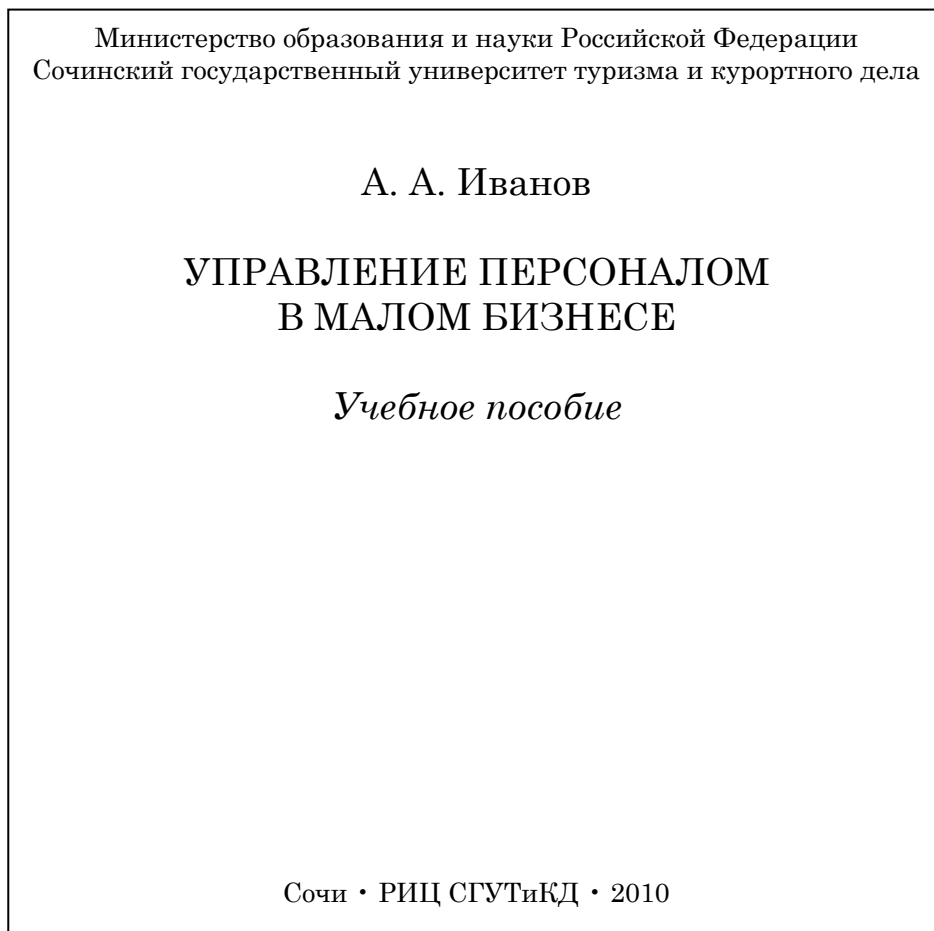 Министерство образования и науки Российской Федерации
Сочинский государственный университет туризма и курортного дела
А. А. Иванов
УПРАВЛЕНИЕ ПЕРСОНАЛОМ
В МАЛОМ БИЗНЕСЕ
Учебное пособие
Сочи • РИЦ СГУТиКД • 2010